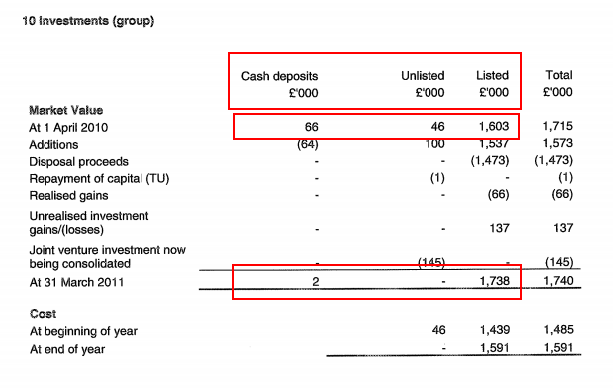 10 Investments (group)
Cash deposits Unlisted Listed Total
£'000 £'000 £'000 £'000
Market Value
At 1 April 2010 66 46 1,603 1,715
Additions (64) 100 1,537 1,573
Disposal proceeds - - (1,473) (1,473)
Repayment of capital (TU) - (1) - (1)
Realised gains - - (66) (66)
Unrealised investment
gains/(losses) - - 137 137
Joint venture investment now
being consolidated - (145) - (145)
At 31 March 2011 2 - 1,738 1,740
Cost
At beginning of year 46 1,439 1,485
At end of year - 1,591 1,591